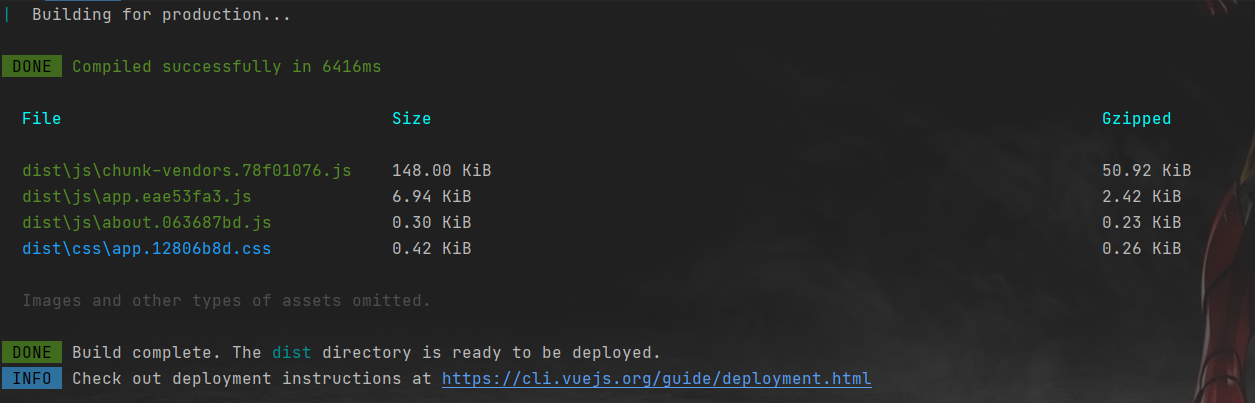 | Building for production...
DONE Compiled successfully in 6416ms
File Size Gzipped
dist\js\chunk-vendors.78f01076.js 148.00 KiB 50.92 KiB
dist\js\app.eae53fa3.js 6.94 KiB 2.42 KiB
dist\js\about.063687bd.js 0.30 KiB 0.23 KiB
dist\css\app.12806b8d.css 0.42 KiB 0.26 KiB
Images and other types of assets omitted.
DONE Build complete. The dist directory is ready to be deployed.
INFO Check out deployment instructions at https://cli.vuejs.org/guide/deployment.html